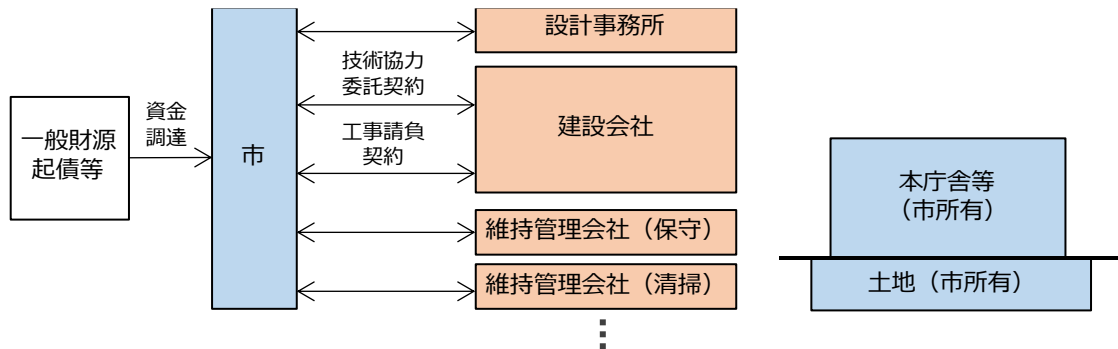 設計事務所
技術協力
委託契約
建設会社
工事請負
契約
資金
調達
一般財源
起債等
市
維持管理会社（保守）
維持管理会社（清掃）
本庁舎等
（市所有）
土地（市所有）